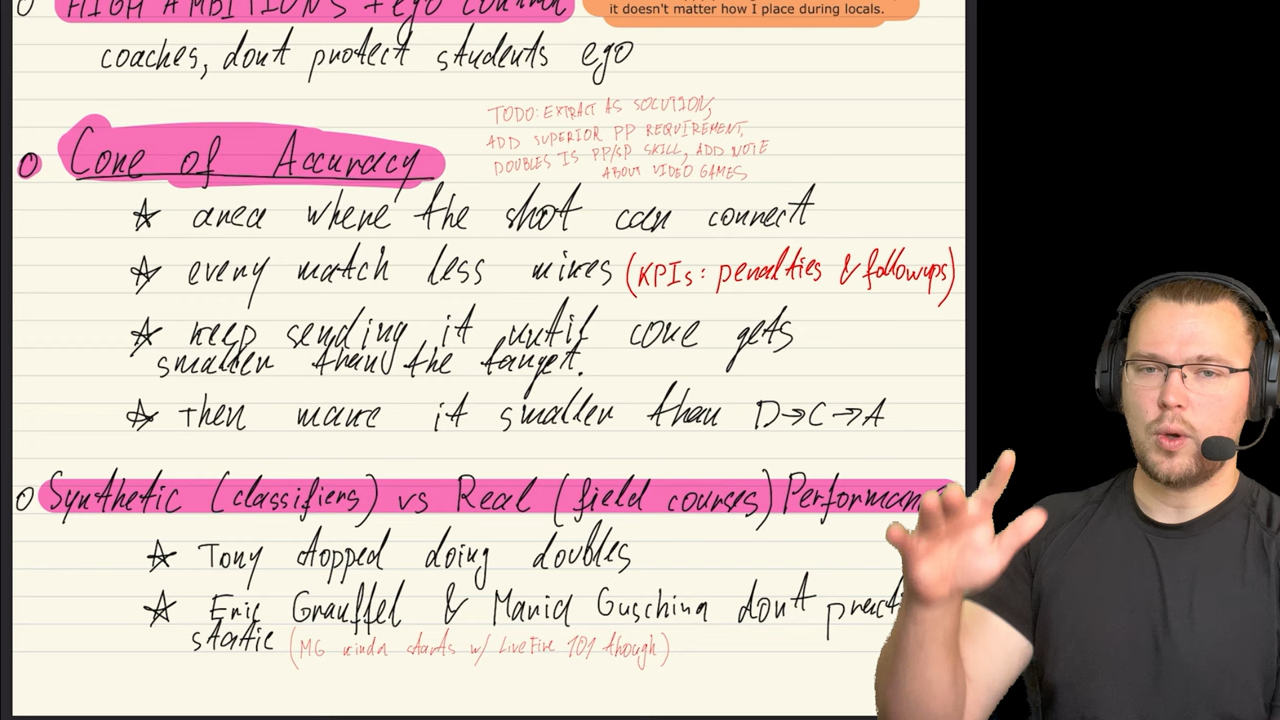 HIGH AMBITIONS + ego control
it doesn't matter how I place during locals.
coaches, dont protect students ego
TODO: EXTRACT AS SOLUTION,
ADD SUPERIOR PP REQUIREMENT,
DOUBLES IS PP/SP SKILL, ADD NOTE
ABOUT VIDEO GAMES
Cone of Accuracy
☆ area where the shot can connect
☆ every match less mikes (KPIs: penalties & followups)
☆ keep sending it until cone gets
smaller than the target.
☆ Then make it smaller than D→C→A
Synthetic (classifiers) vs Real (field courses) Performan
☆ Tony stopped doing doubles
☆ Eric Grauffel & Maria Guschina dont pract
static (MG kinda starts w/ LiveFire 101 though)